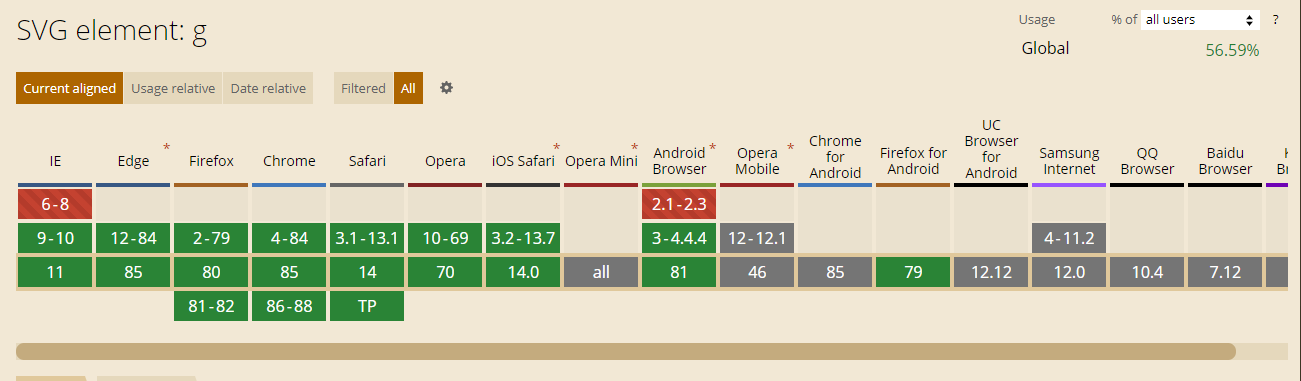 SVG element: g
Usage % of all users ?
Global 56.59%
Current aligned Usage relative Date relative Filtered All
IE Edge * Firefox Chrome Safari Opera iOS Safari * Opera Mini * Android Browser * Opera Mobile * Chrome for Android Firefox for Android UC Browser for Android Samsung Internet QQ Browser Baidu Browser
6-8 2.1-2.3
9-10 12-84 2-79 4-84 3.1-13.1 10-69 3.2-13.7 3-4.4.4 12-12.1 4-11.2
11 85 80 85 14 70 14.0 all 81 46 85 79 12.12 12.0 10.4 7.12
81-82 86-88 TP